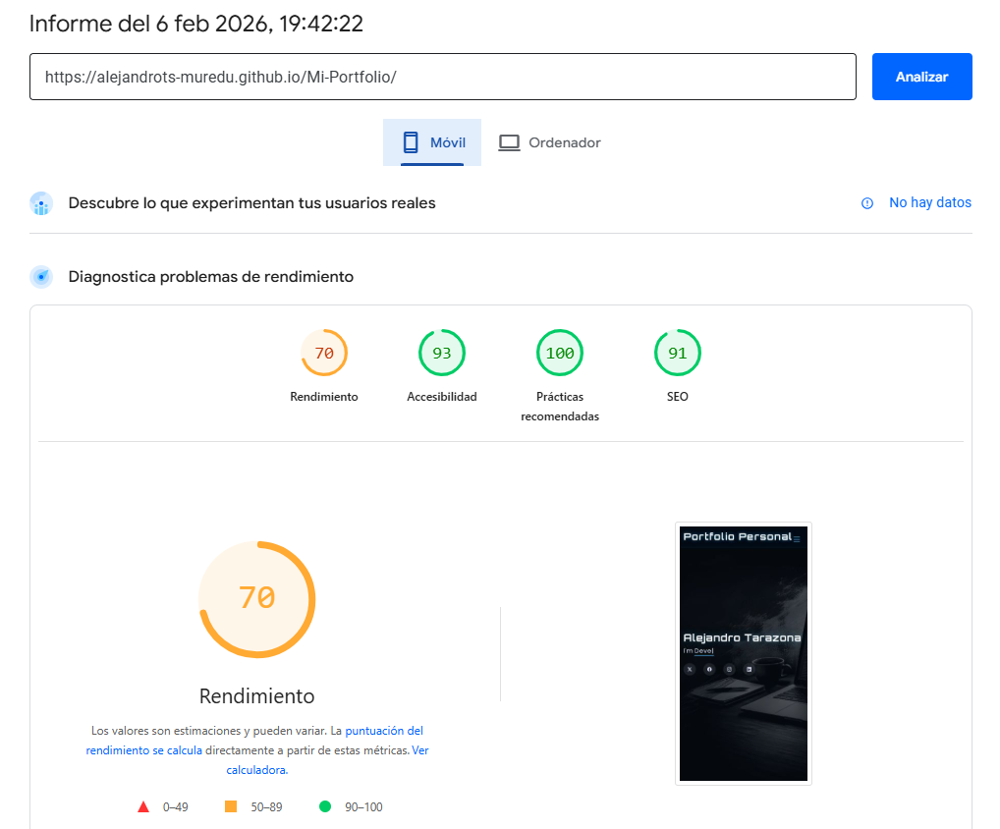 Informe del 6 feb 2026, 19:42:22
https://alejandrots-muredu.github.io/Mi-Portfolio/
Analizar
Móvil
Ordenador
Descubre lo que experimentan tus usuarios reales
No hay datos
Diagnostica problemas de rendimiento
70
93
100
91
Rendimiento
Accesibilidad
Prácticas
recomendadas
SEO
70
Rendimiento
Los valores son estimaciones y pueden variar. La puntuación del
rendimiento se calcula directamente a partir de estas métricas. Ver
calculadora.
0–49
50–89
90–100
Portfolio Personal
Alejandro Tarazona
I'm Devel